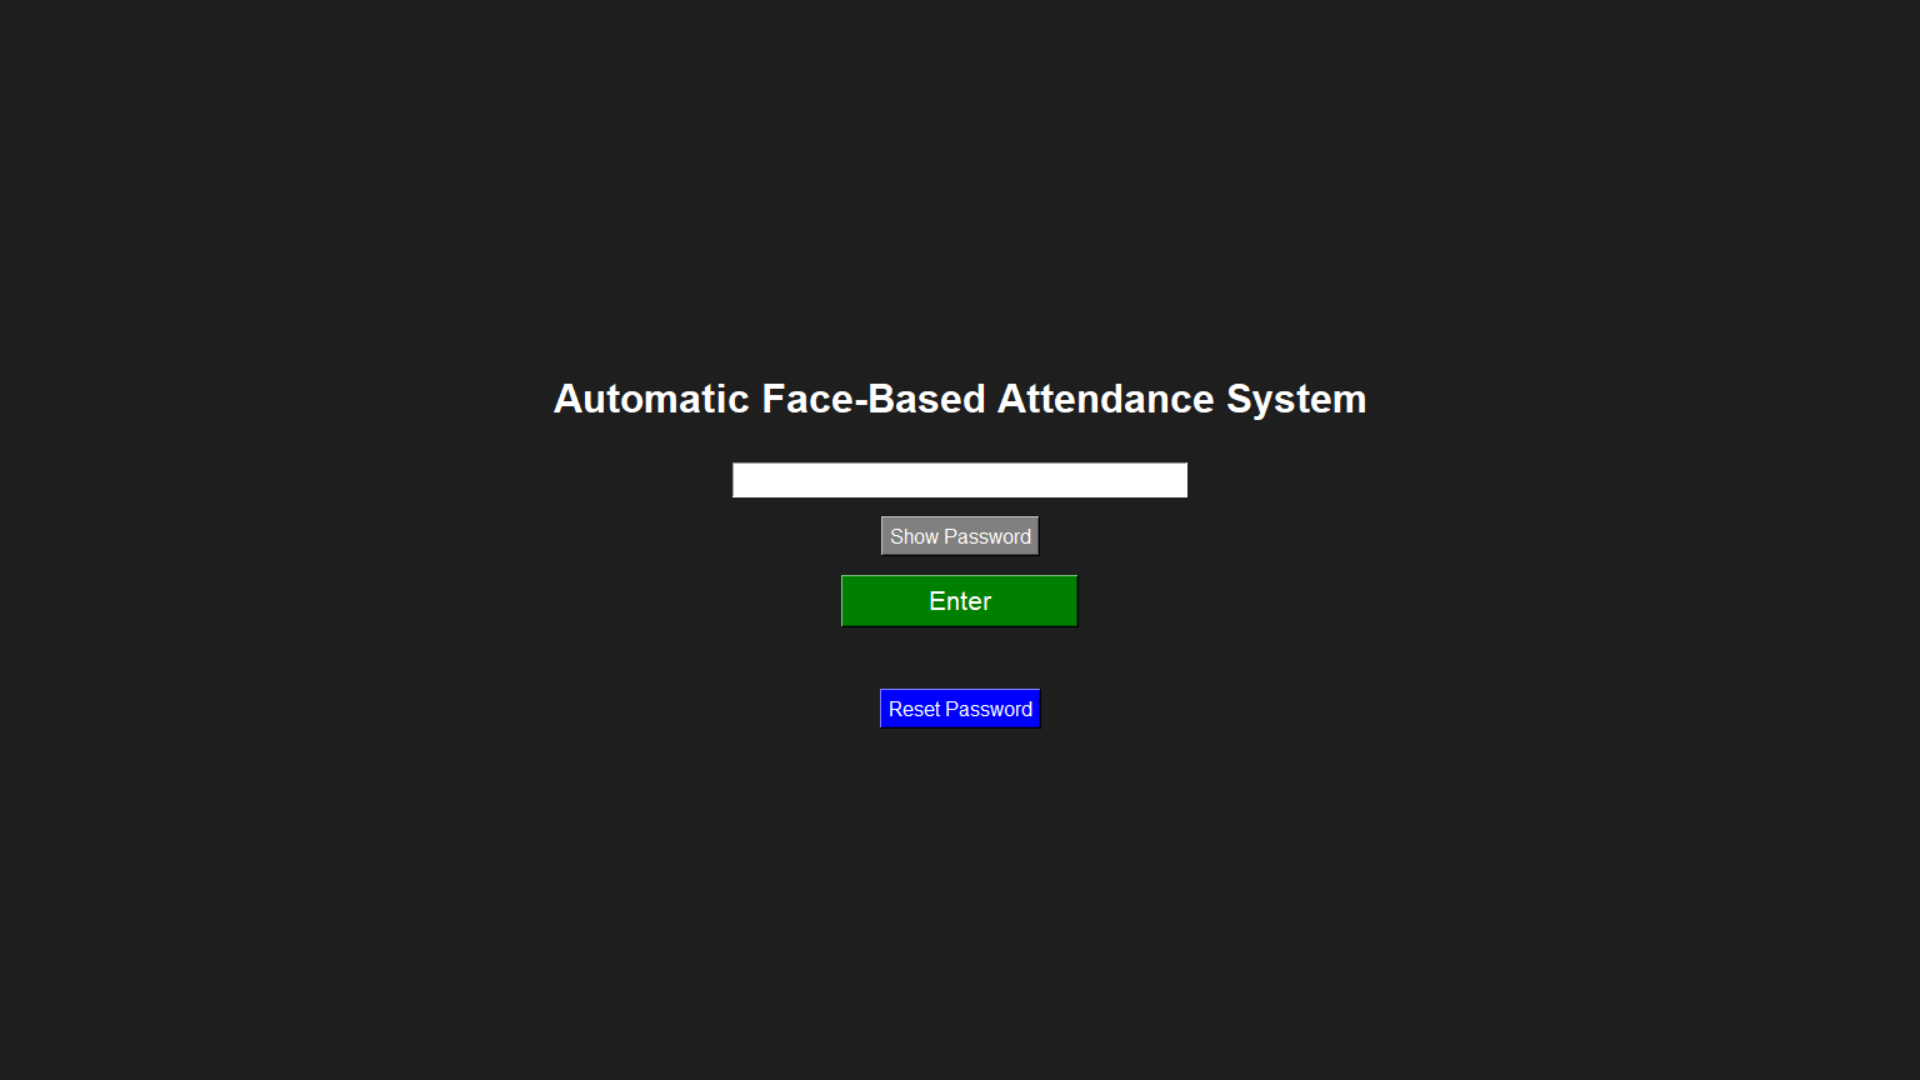 Automatic Face-Based Attendance System
Show Password
Enter
Reset Password